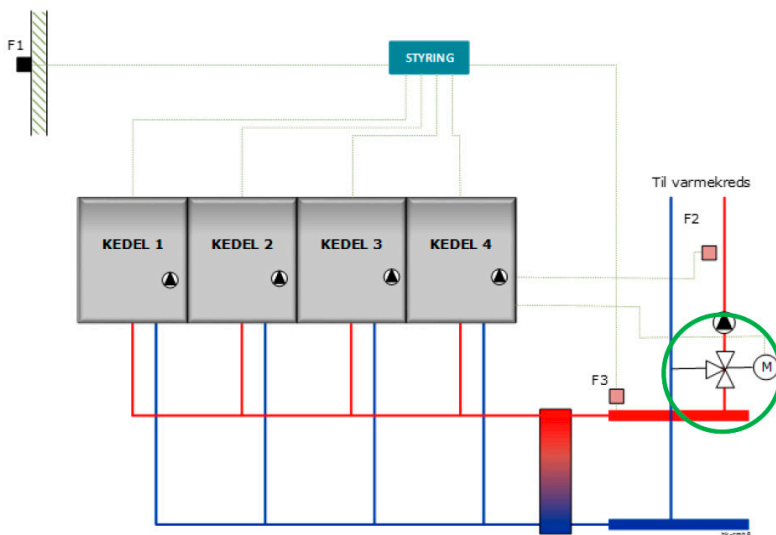 F1
STYRING
Til varmekreds
F2
KEDEL 1
KEDEL 2
KEDEL 3
KEDEL 4
M
F3